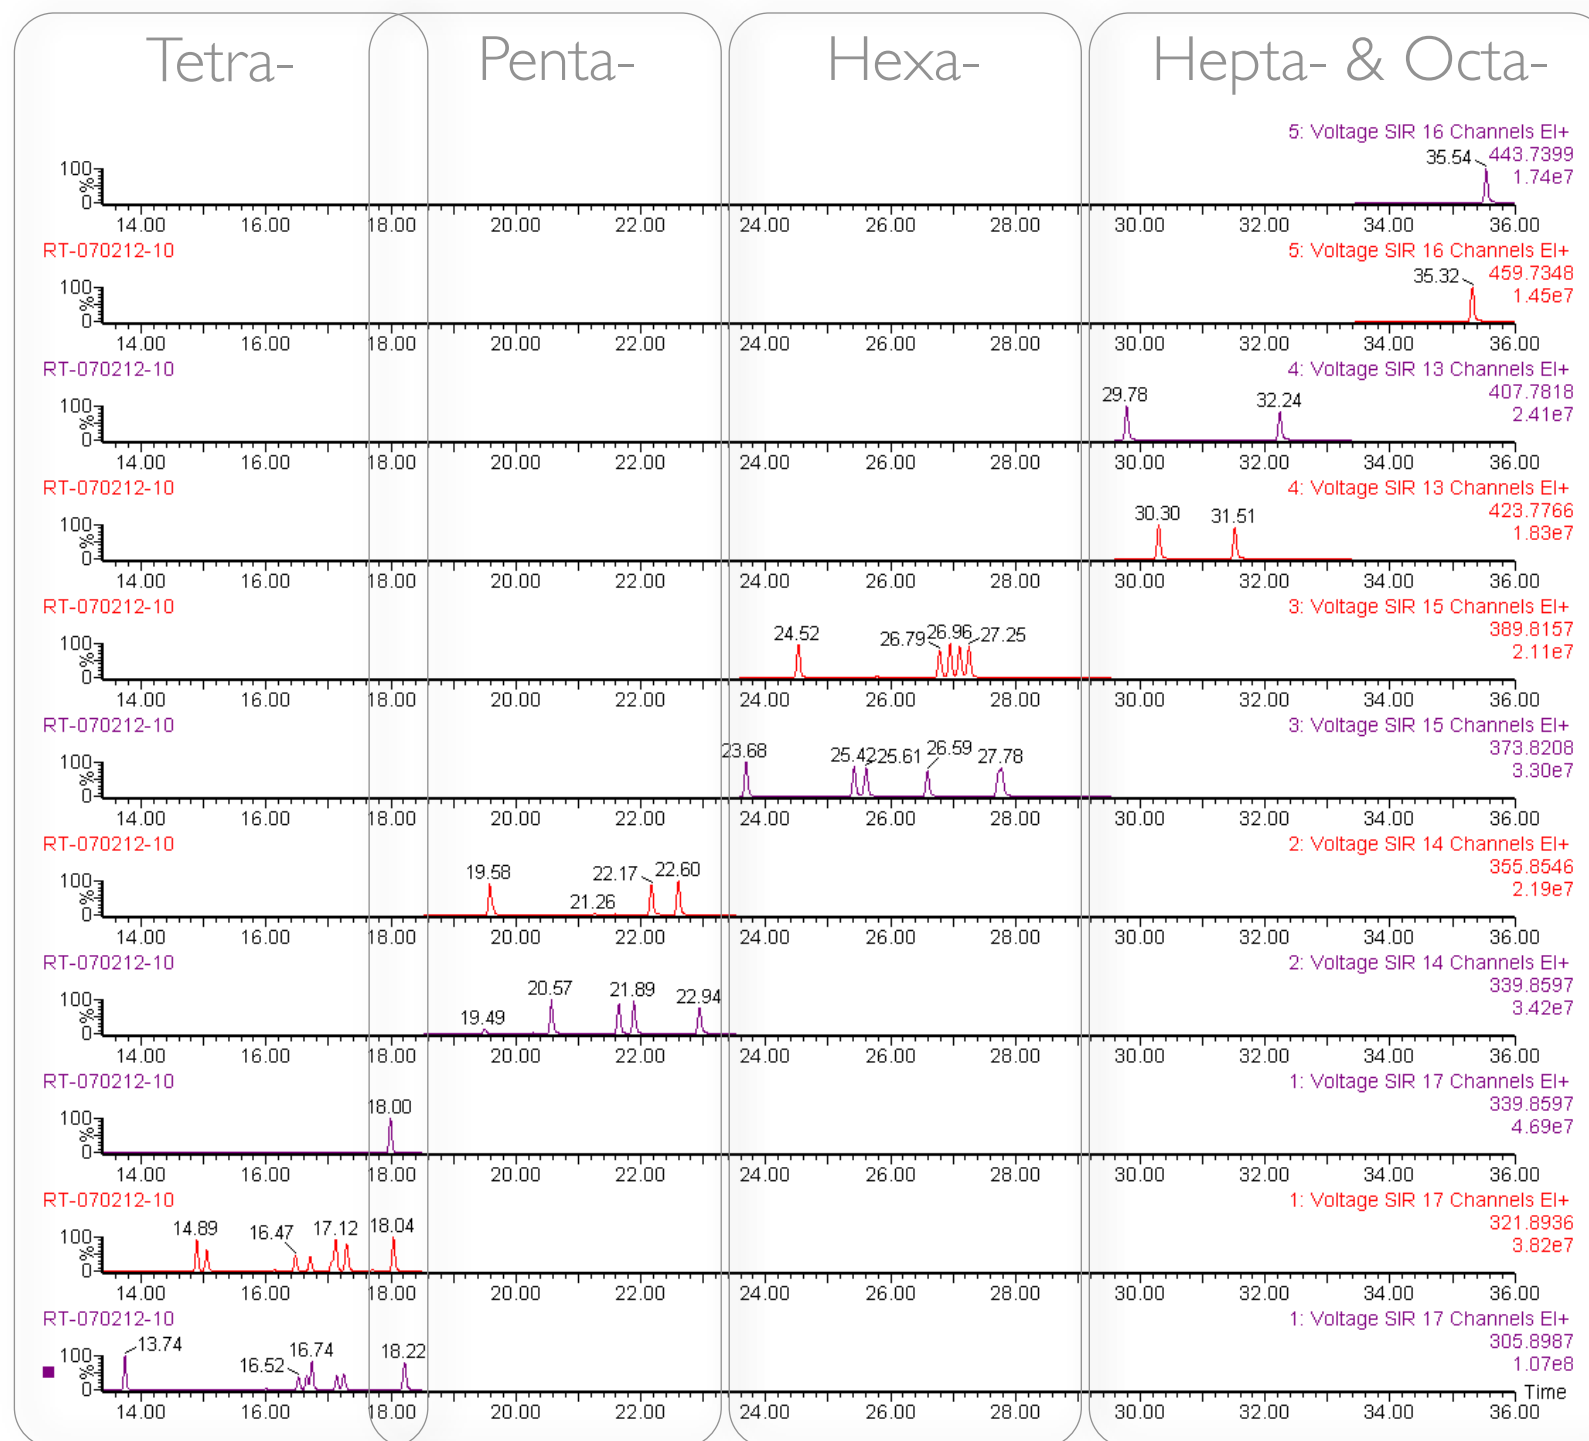 Tetra- Penta- Hexa- Hepta- & Octa-
5: Voltage SIR 16 Channels EI+
443.7399
1.74e7
35.54
100
%
0
14.00 16.00 18.00 20.00 22.00 24.00 26.00 28.00 30.00 32.00 34.00 36.00
RT-070212-10
5: Voltage SIR 16 Channels EI+
459.7348
1.45e7
35.32
100
%
0
14.00 16.00 18.00 20.00 22.00 24.00 26.00 28.00 30.00 32.00 34.00 36.00
RT-070212-10
4: Voltage SIR 13 Channels EI+
407.7818
2.41e7
29.78 32.24
100
%
0
14.00 16.00 18.00 20.00 22.00 24.00 26.00 28.00 30.00 32.00 34.00 36.00
RT-070212-10
4: Voltage SIR 13 Channels EI+
423.7766
1.83e7
30.30 31.51
100
%
0
14.00 16.00 18.00 20.00 22.00 24.00 26.00 28.00 30.00 32.00 34.00 36.00
RT-070212-10
3: Voltage SIR 15 Channels EI+
389.8157
2.11e7
24.52 26.79 26.96 27.25
100
%
0
14.00 16.00 18.00 20.00 22.00 24.00 26.00 28.00 30.00 32.00 34.00 36.00
RT-070212-10
3: Voltage SIR 15 Channels EI+
373.8208
3.30e7
23.68 25.42 25.61 26.59 27.78
100
%
0
14.00 16.00 18.00 20.00 22.00 24.00 26.00 28.00 30.00 32.00 34.00 36.00
RT-070212-10
2: Voltage SIR 14 Channels EI+
355.8546
2.19e7
19.58 21.26 22.17 22.60
100
%
0
14.00 16.00 18.00 20.00 22.00 24.00 26.00 28.00 30.00 32.00 34.00 36.00
RT-070212-10
2: Voltage SIR 14 Channels EI+
339.8597
3.42e7
19.49 20.57 21.89 22.94
100
%
0
14.00 16.00 18.00 20.00 22.00 24.00 26.00 28.00 30.00 32.00 34.00 36.00
RT-070212-10
1: Voltage SIR 17 Channels EI+
339.8597
4.69e7
18.00
100
%
0
14.00 16.00 18.00 20.00 22.00 24.00 26.00 28.00 30.00 32.00 34.00 36.00
RT-070212-10
1: Voltage SIR 17 Channels EI+
321.8936
3.82e7
14.89 16.47 17.12 18.04
100
%
0
14.00 16.00 18.00 20.00 22.00 24.00 26.00 28.00 30.00 32.00 34.00 36.00
RT-070212-10
1: Voltage SIR 17 Channels EI+
305.8987
1.07e8
13.74 16.52 16.74 18.22
100
%
0
Time
14.00 16.00 18.00 20.00 22.00 24.00 26.00 28.00 30.00 32.00 34.00 36.00